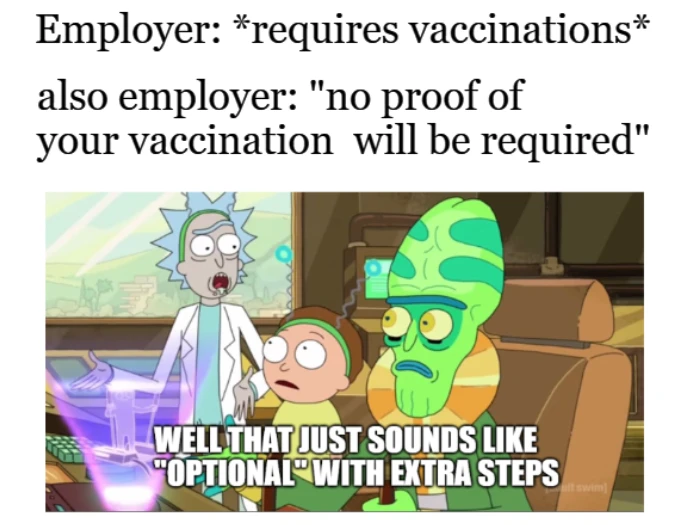 Employer: *requires vaccinations*
also employer: "no proof of
your vaccination will be required"
WELL THAT JUST SOUNDS LIKE
"OPTIONAL" WITH EXTRA STEPS
swim]